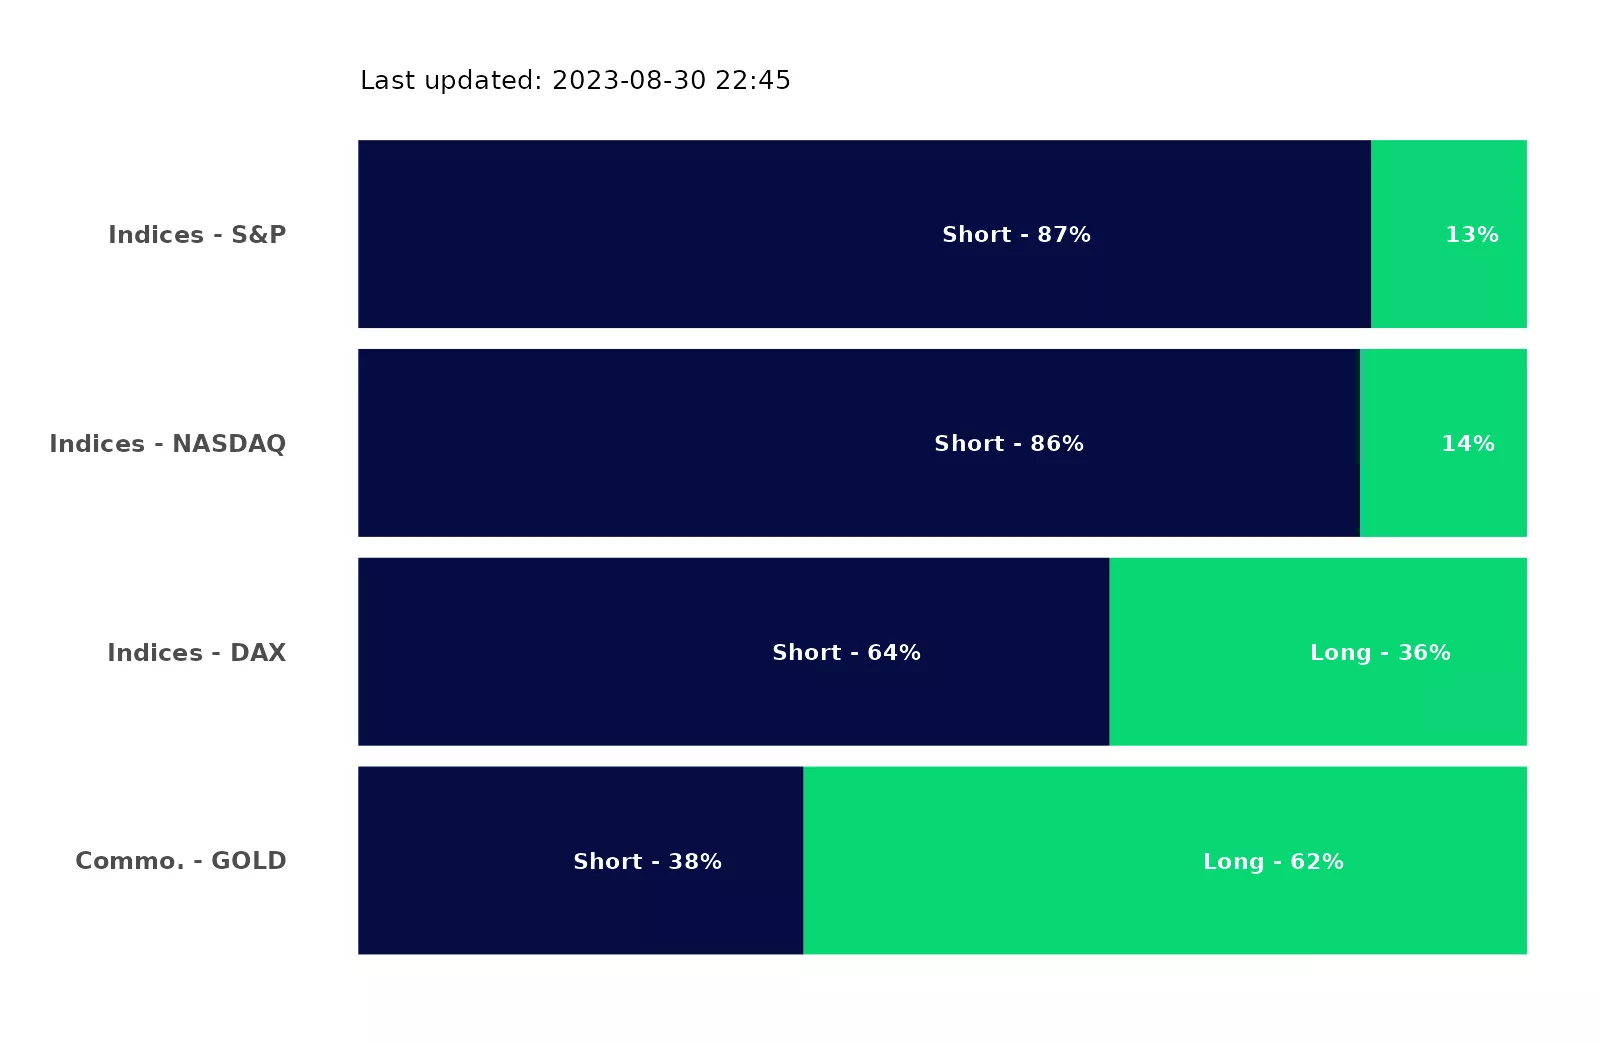 Last updated: 2023-08-30 22:45
Indices - S&P Short - 87% 13%
Indices - NASDAQ Short - 86% 14%
Indices - DAX Short - 64% Long - 36%
Commo. - GOLD Short - 38% Long - 62%